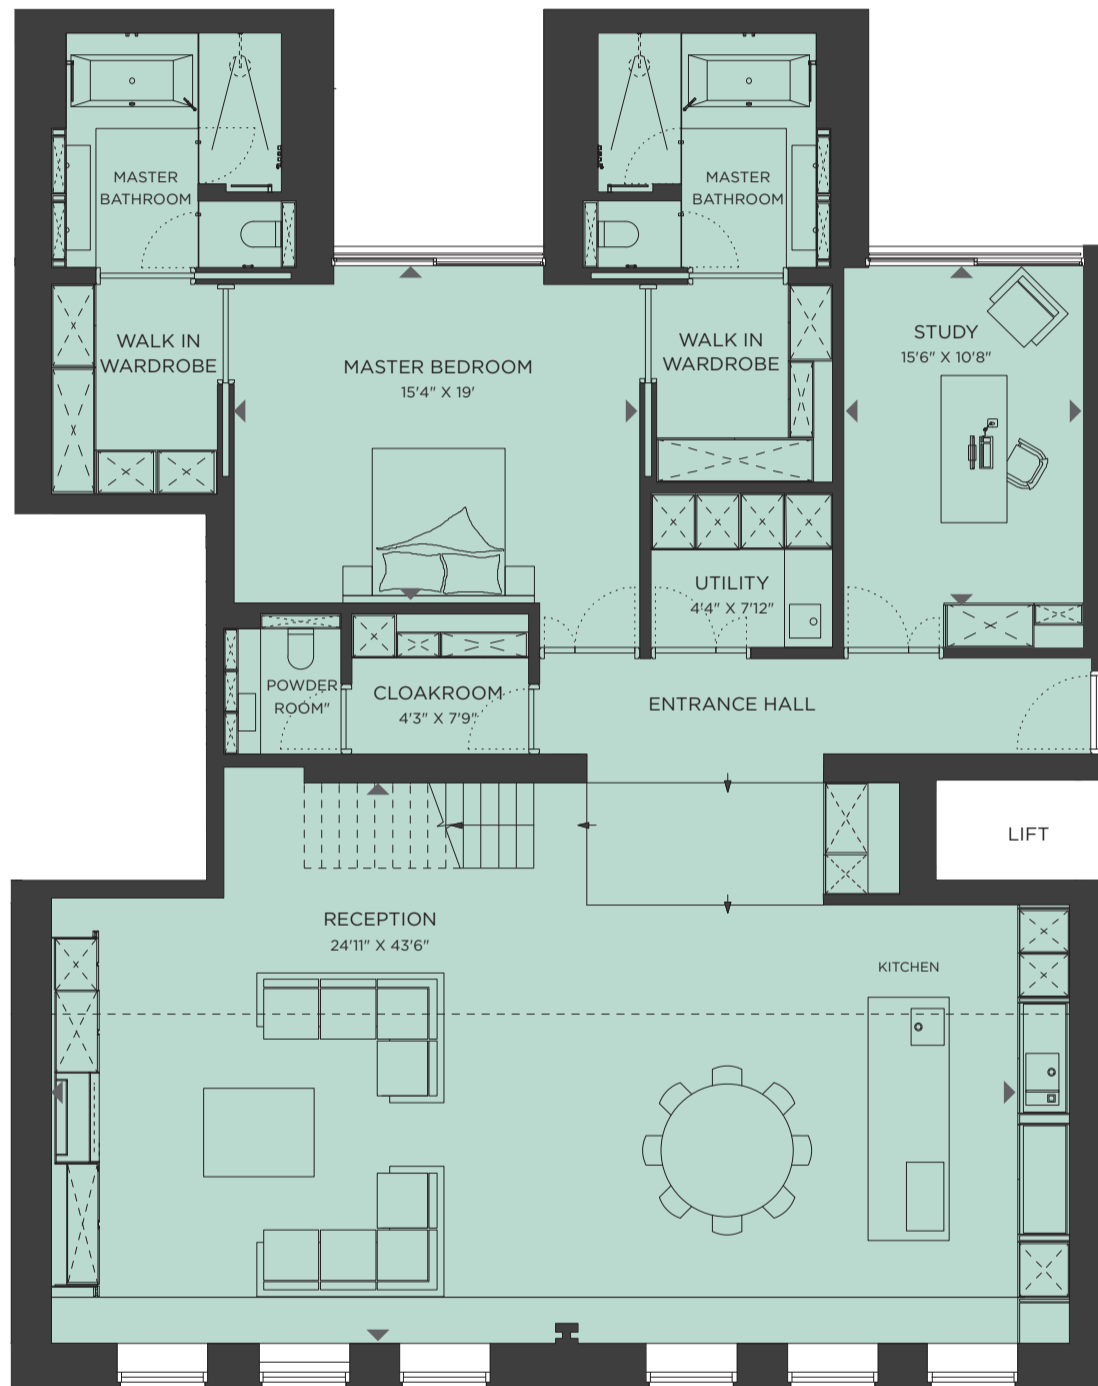 MASTER
BATHROOM
MASTER
BATHROOM
WALK IN
WARDROBE
MASTER BEDROOM
15'4" X 19'
WALK IN
WARDROBE
STUDY
15'6" X 10'8"
UTILITY
4'4" X 7'12"
POWDER
ROOM"
CLOAKROOM
4'3" X 7'9"
ENTRANCE HALL
LIFT
RECEPTION
24'11" X 43'6"
KITCHEN